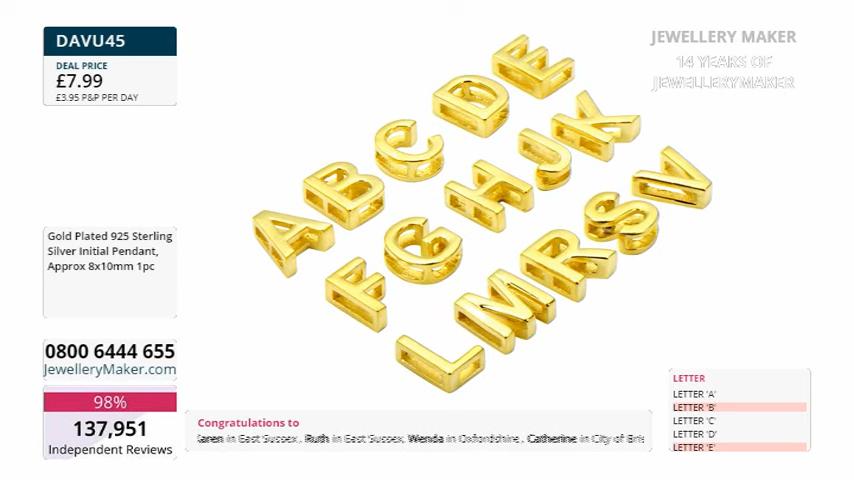 DAVU45
DEAL PRICE
£7.99
£3.95 P&P PER DAY
JEWELLERY MAKER
14 YEARS OF
JEWELLERYMAKER
A B C D E
F G H J K
L M R S V
Gold Plated 925 Sterling
Silver Initial Pendant,
Approx 8x10mm 1pc
0800 6444 655
JewelleryMaker.com
98%
137,951
Independent Reviews
Congratulations to
in East Sussex, Ruth in East Sussex, Wenda in Oxfordshire, Catherine in City of
LETTER
LETTER 'A'
LETTER 'B'
LETTER 'C'
LETTER 'D'
LETTER 'E'